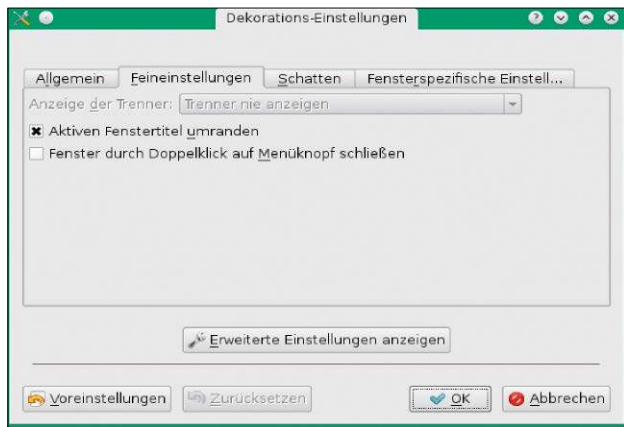 Dekorations-Einstellungen
Allgemein Feineinstellungen Schatten Fensterspezifische Einstell...
Anzeige der Trenner: Trenner nie anzeigen
Aktiven Fenstertitel umranden
Fenster durch Doppelklick auf Menüknopf schließen
Erweiterte Einstellungen anzeigen
Voreinstellungen Zurücksetzen OK Abbrechen